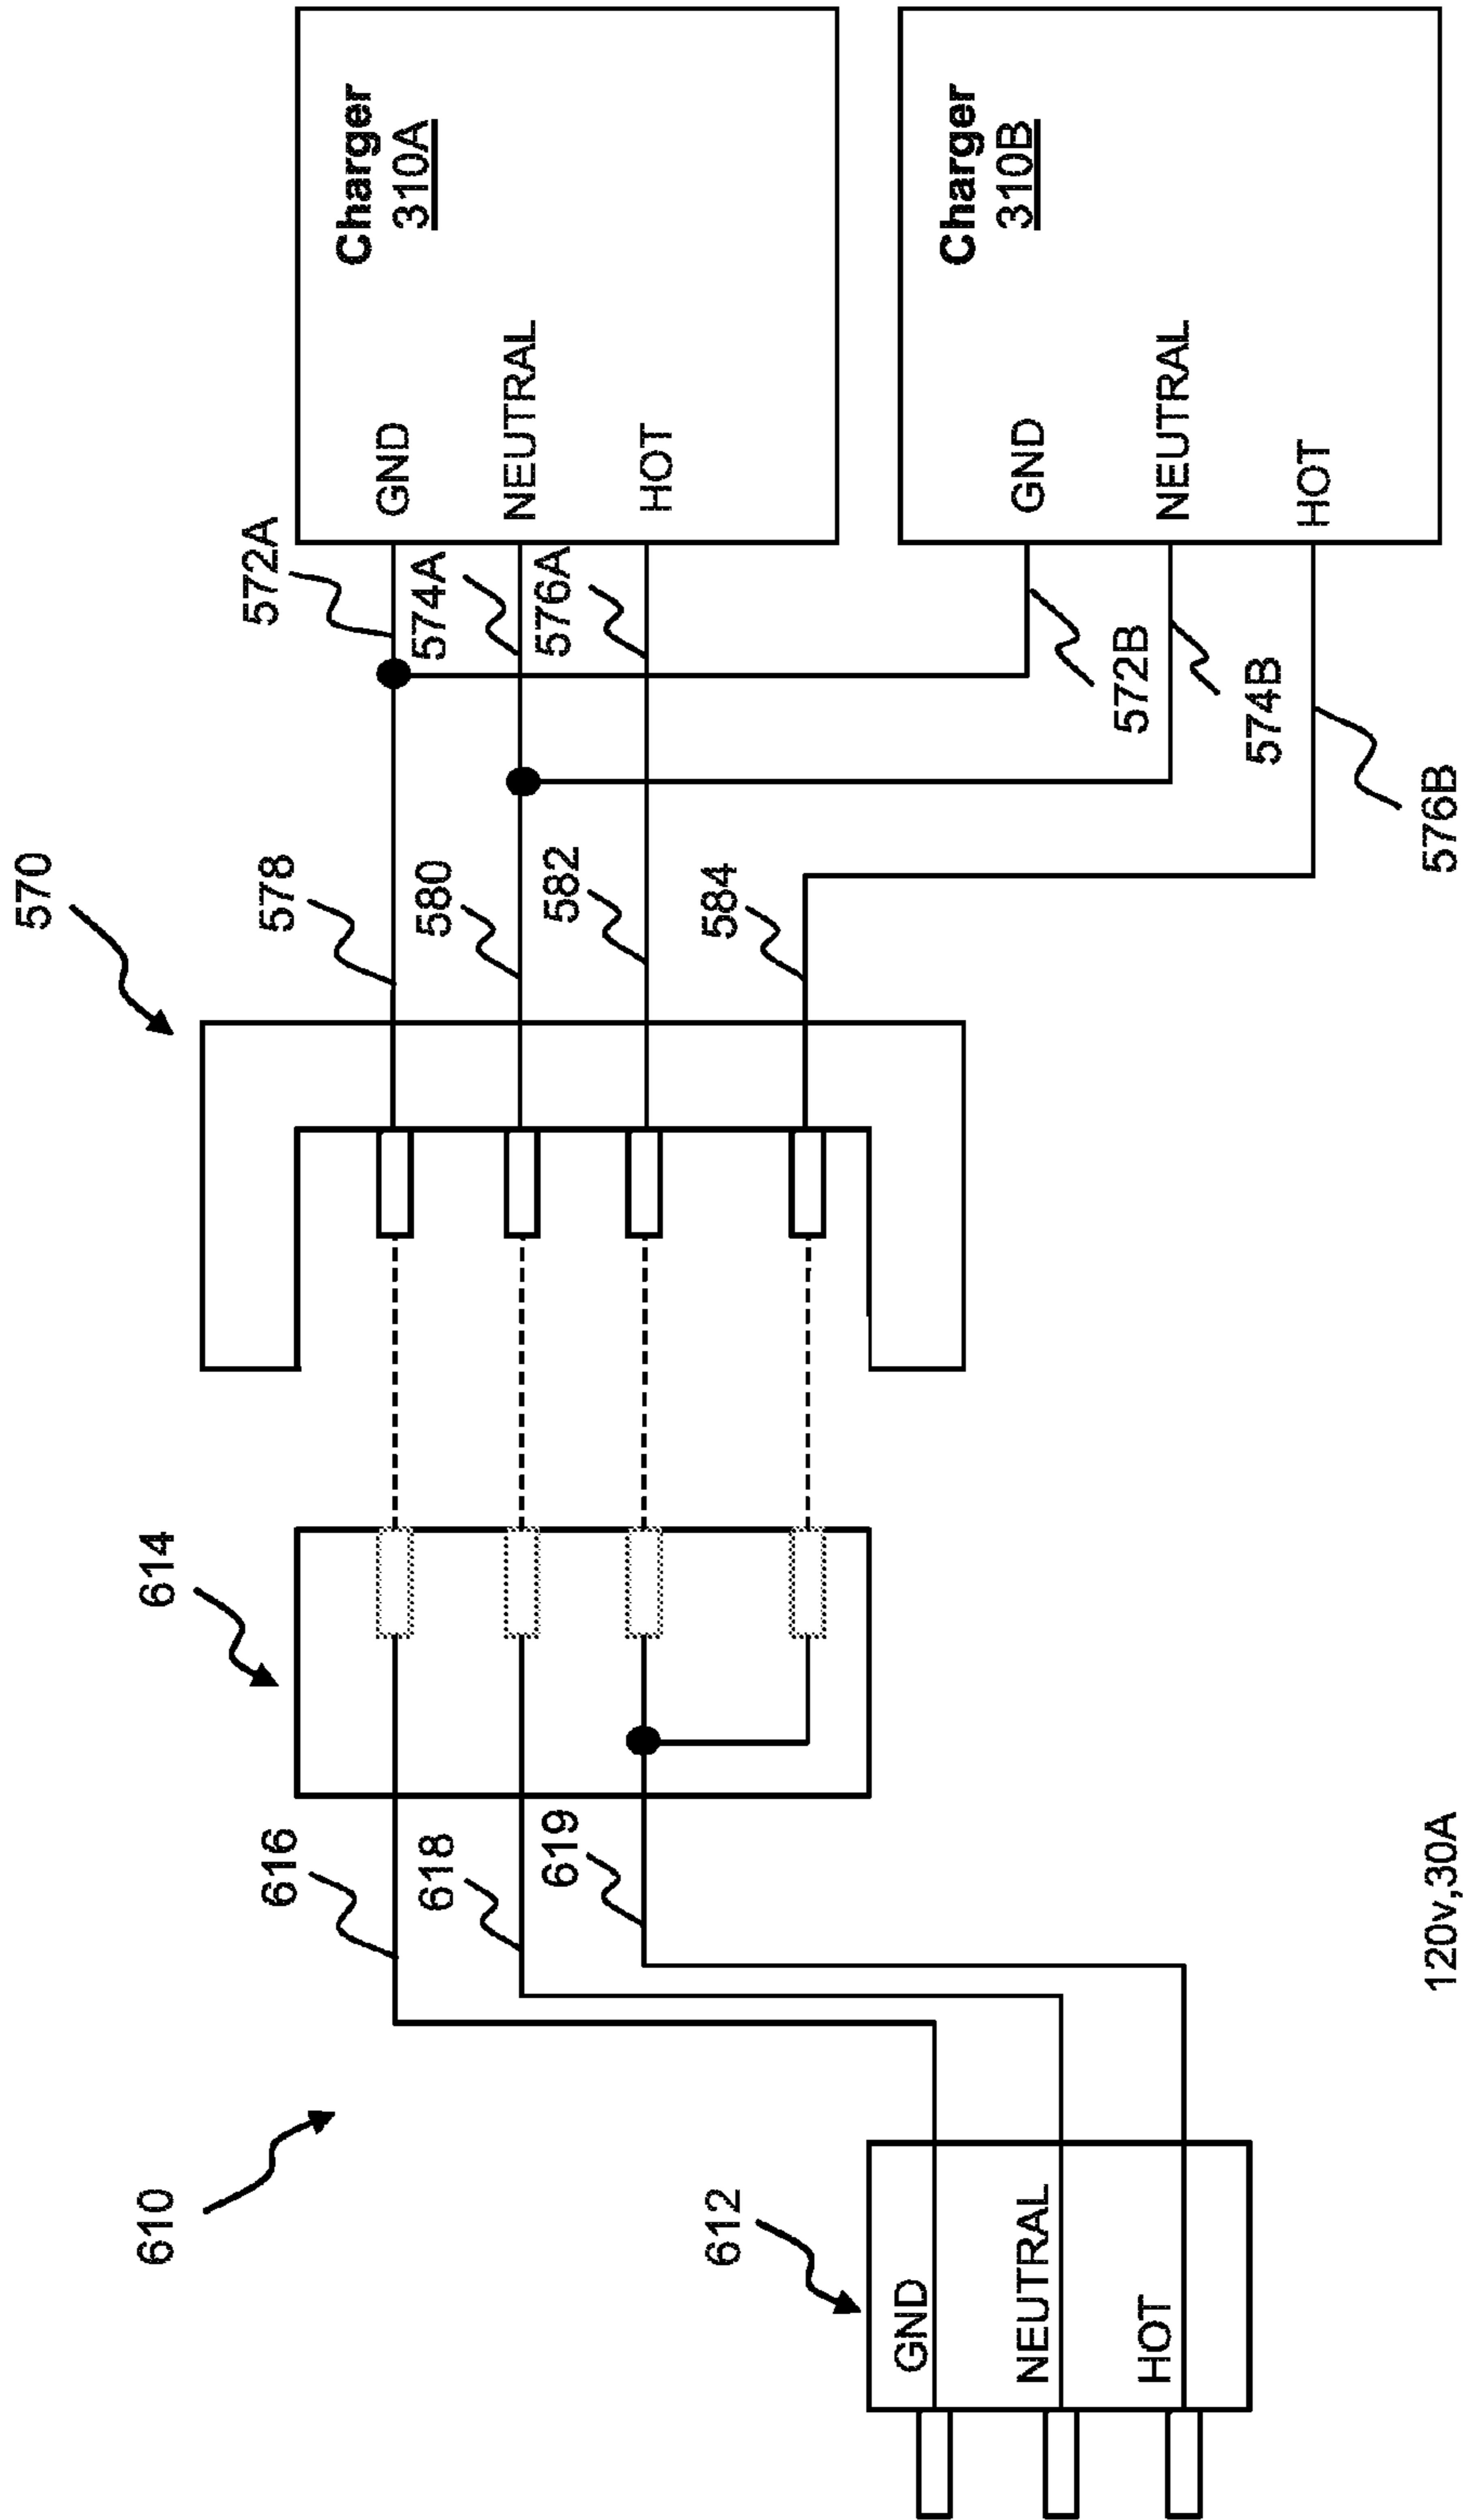 570
578
580
582
584
572A
574A
576A
572B
574B
576B
Charger
310A
GND
NEUTRAL
HOT
Charger
310B
GND
NEUTRAL
HOT
614
616
618
619
610
612
GND
NEUTRAL
HOT
120v,30A